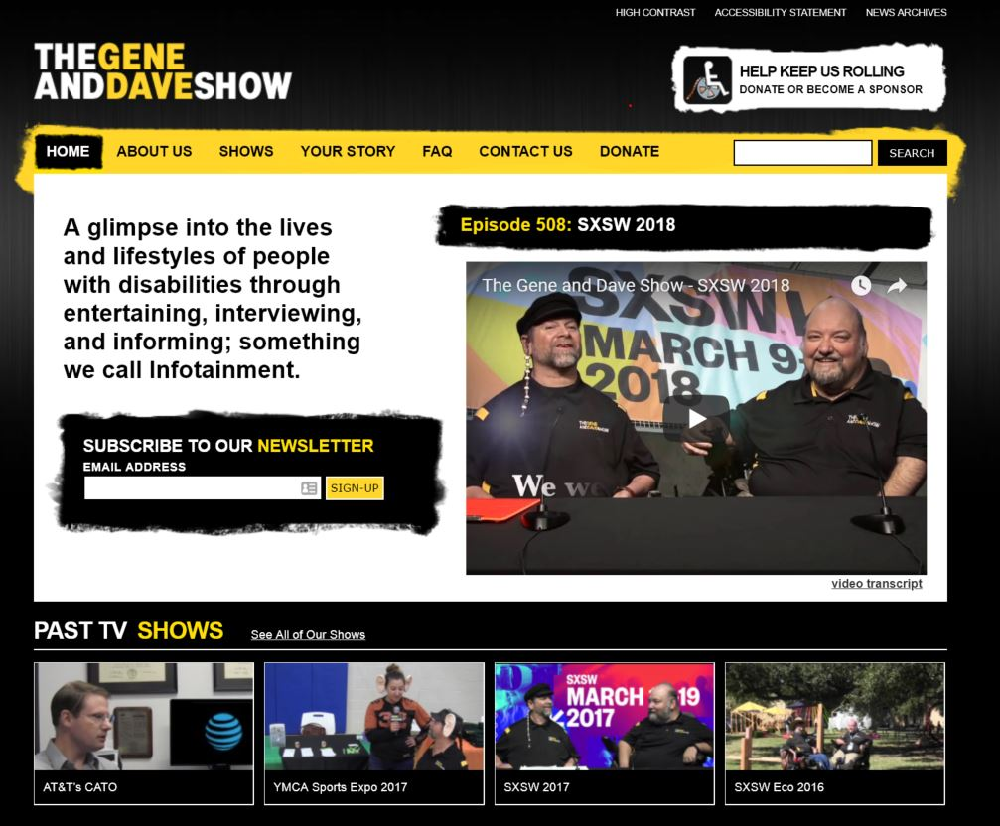 HIGH CONTRAST ACCESSIBILITY STATEMENT NEWS ARCHIVES
THEGENE
ANDDAVESHOW
HELP KEEP US ROLLING
DONATE OR BECOME A SPONSOR
HOME ABOUT US SHOWS YOUR STORY FAQ CONTACT US DONATE SEARCH
A glimpse into the lives
and lifestyles of people
with disabilities through
entertaining, interviewing,
and informing; something
we call Infotainment.
SUBSCRIBE TO OUR NEWSLETTER
EMAIL ADDRESS
SIGN-UP
Episode 508: SXSW 2018
The Gene and Dave Show - SXSW 2018
SXSW
MARCH 9-
2018
THEGENE
ANDDAVESHOW
THEGENE
ANDDAVESHOW
We we
video transcript
PAST TV SHOWS See All of Our Shows
AT&T's CATO
YMCA Sports Expo 2017
SXSW
MARCH 19
2017
SXSW 2017
SXSW Eco 2016